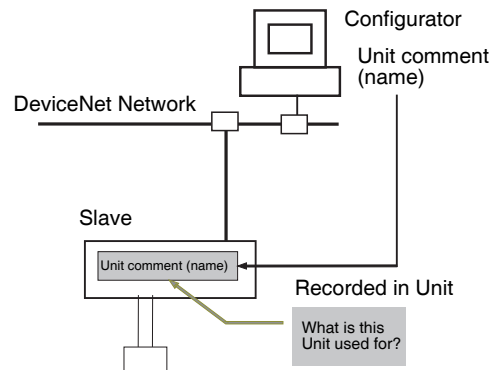 Configurator
Unit comment
(name)
DeviceNet Network
Slave
Unit comment (name)
Recorded in Unit
What is this
Unit used for?